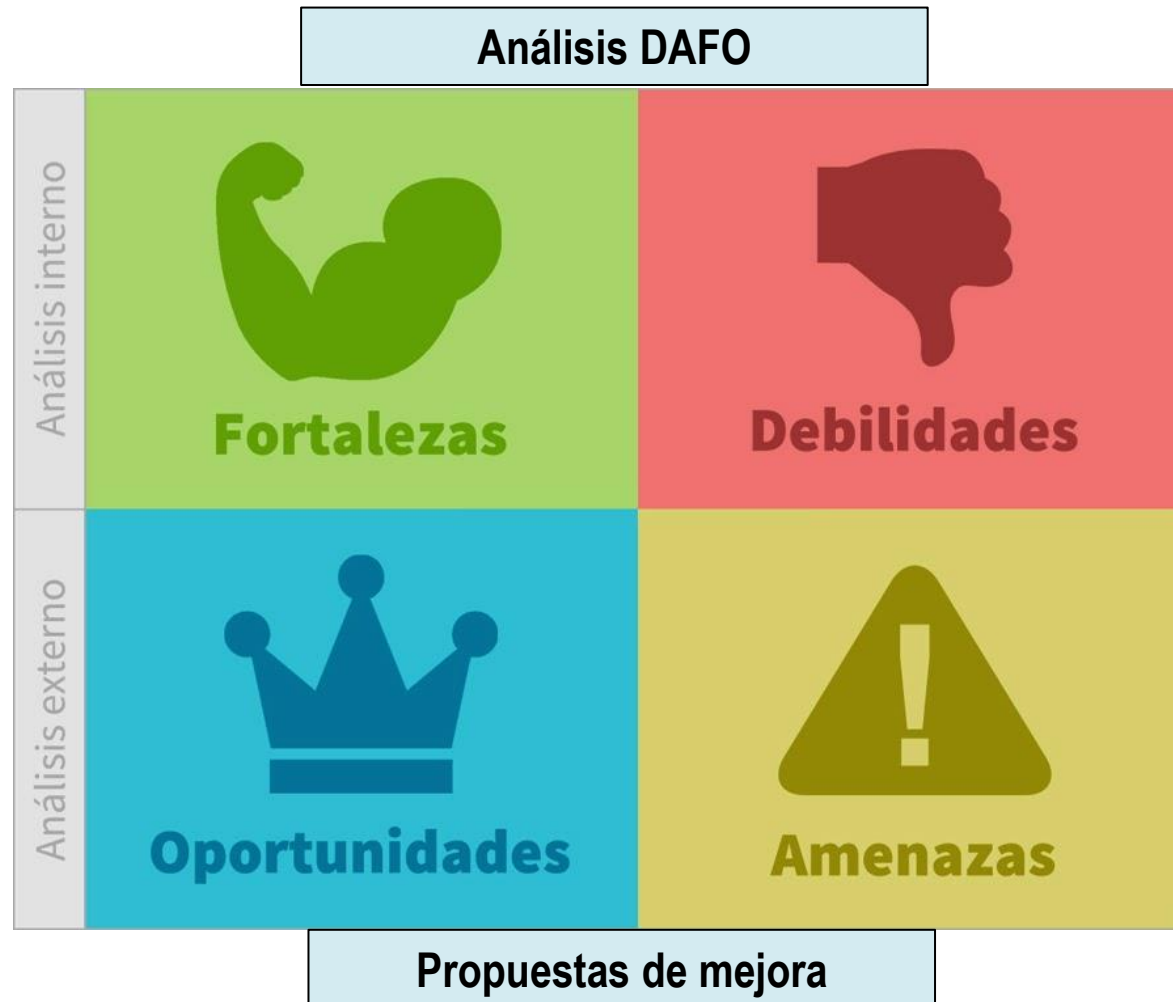 Análisis DAFO
Análisis interno
Fortalezas
Debilidades
Análisis externo
Oportunidades
!
Amenazas
Propuestas de mejora